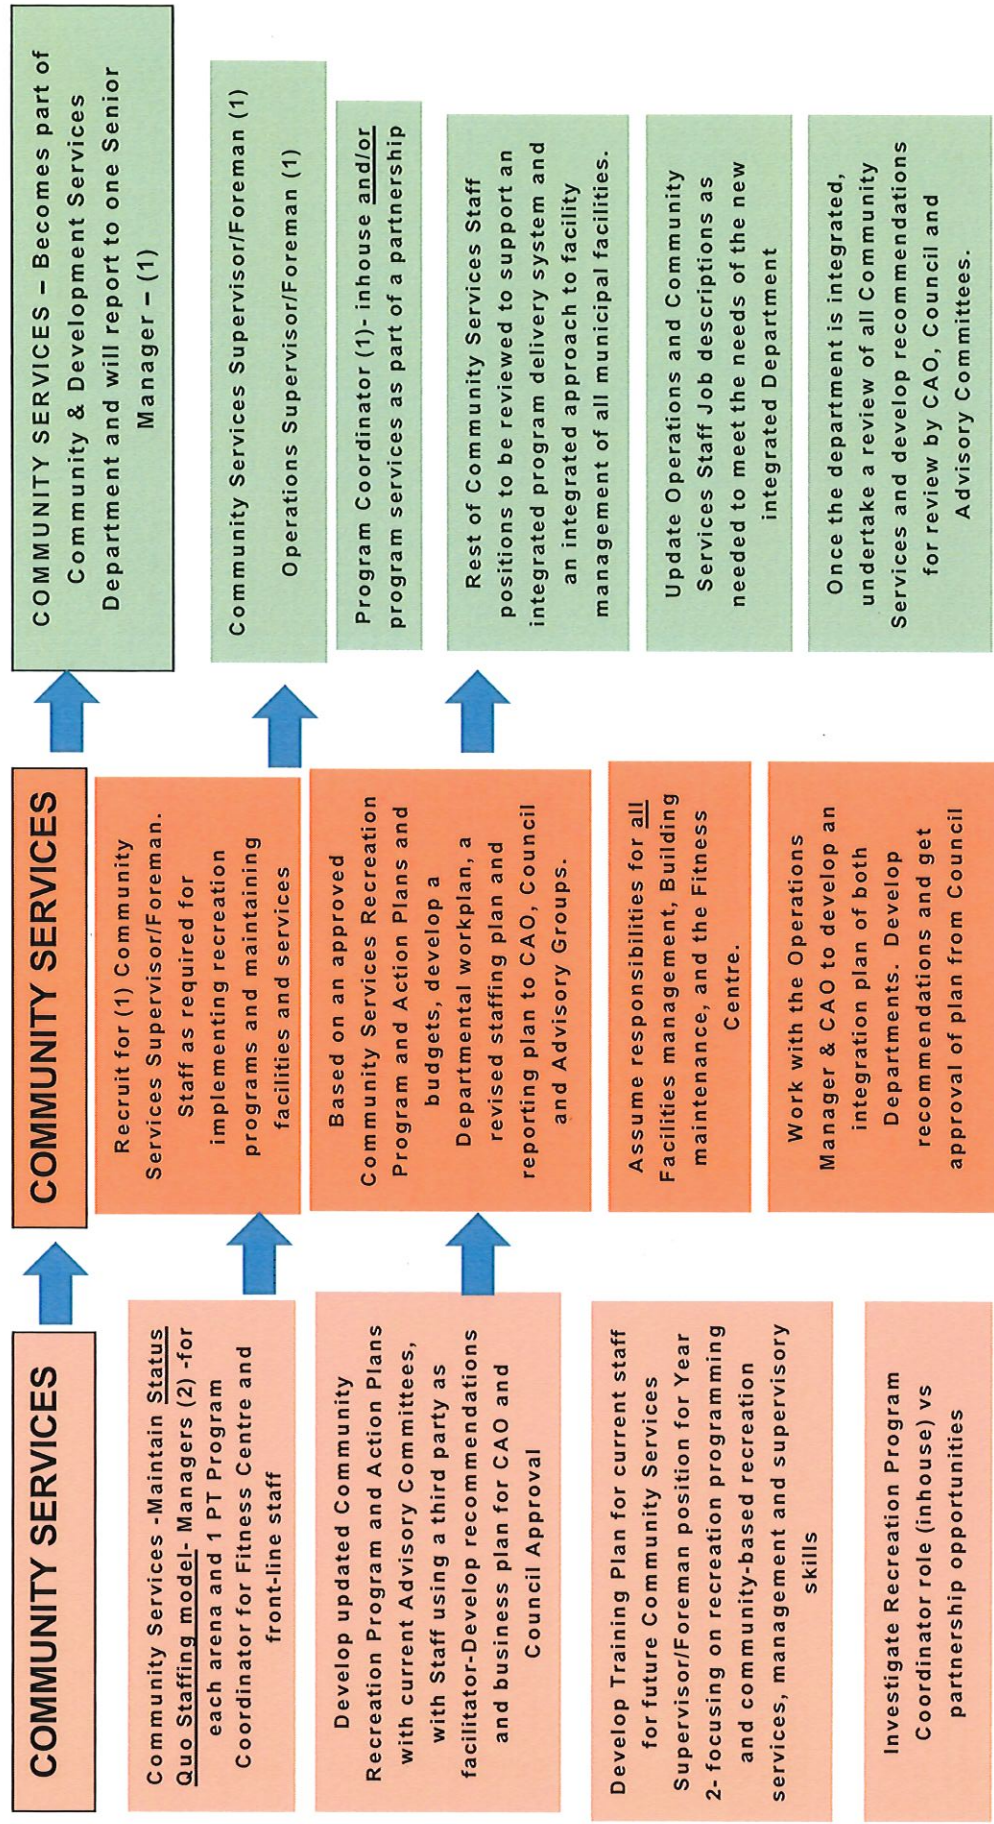 COMMUNITY SERVICES
Community Services -Maintain Status
Quo Staffing model- Managers (2) -for
each arena and 1 PT Program
Coordinator for Fitness Centre and
front-line staff
Develop updated Community
Recreation Program and Action Plans
with current Advisory Committees,
with Staff using a third party as
facilitator-Develop recommendations
and business plan for CAO and
Council Approval
Develop Training Plan for current staff
for future Community Services
Supervisor/Foreman position for Year
2- focusing on recreation programming
and community-based recreation
services, management and supervisory
skills
Investigate Recreation Program
Coordinator role (inhouse) vs
partnership opportunities
COMMUNITY SERVICES
Recruit for (1) Community
Services Supervisor/Foreman.
Staff as required for
implementing recreation
programs and maintaining
facilities and services
Based on an approved
Community Services Recreation
Program and Action Plans and
budgets, develop a
Departmental workplan, a
revised staffing plan and
reporting plan to CAO, Council
and Advisory Groups.
Assume responsibilities for all
Facilities management, Building
maintenance, and the Fitness
Centre.
Work with the Operations
Manager & CAO to develop an
integration plan of both
Departments. Develop
recommendations and get
approval of plan from Council
COMMUNITY SERVICES – Becomes part of
Community & Development Services
Department and will report to one Senior
Manager – (1)
Community Services Supervisor/Foreman (1)
Operations Supervisor/Foreman (1)
Program Coordinator (1)- inhouse and/or
program services as part of a partnership
Rest of Community Services Staff
positions to be reviewed to support an
integrated program delivery system and
an integrated approach to facility
management of all municipal facilities.
Update Operations and Community
Services Staff Job descriptions as
needed to meet the needs of the new
integrated Department
Once the department is integrated,
undertake a review of all Community
Services and develop recommendations
for review by CAO, Council and
Advisory Committees.